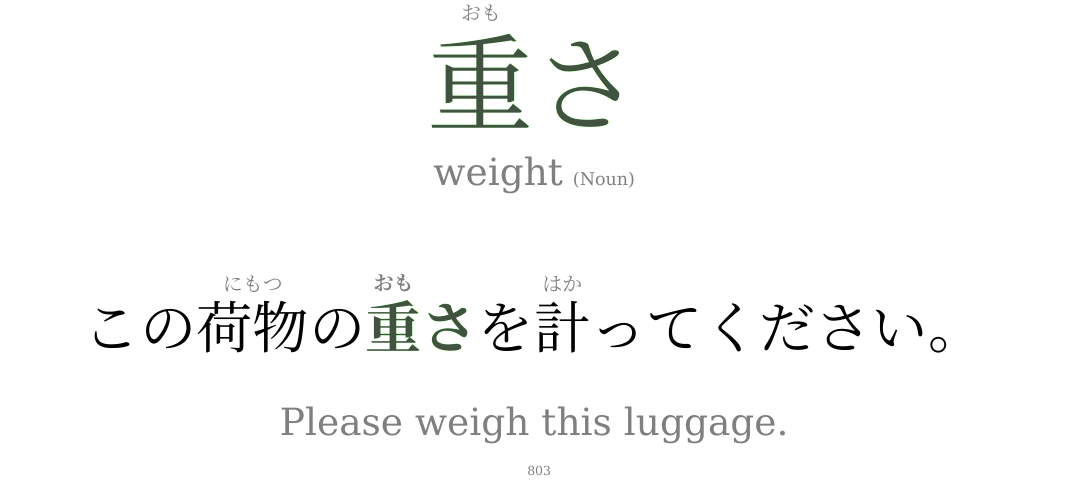 おも
重さ
weight (Noun)
にもつ おも はか
この荷物の重さを計ってください。
Please weigh this luggage.
803